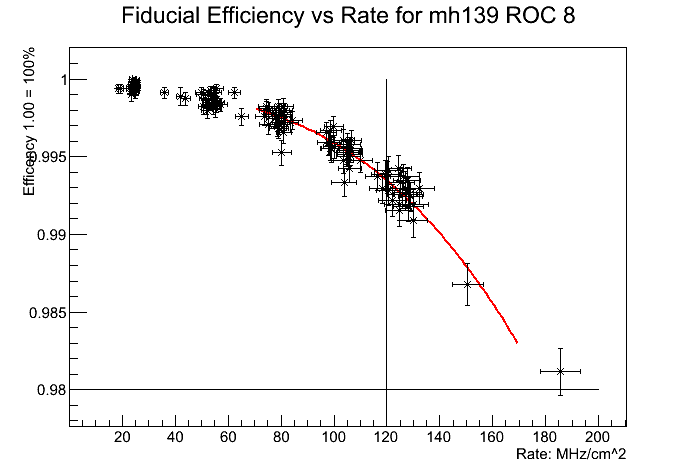 Fiducial Efficiency vs Rate for mh139 ROC 8
Efficency 1.00 = 100%
1
0.995
0.99
0.985
0.98
20 40 60 80 100 120 140 160 180 200
Rate: MHz/cm^2